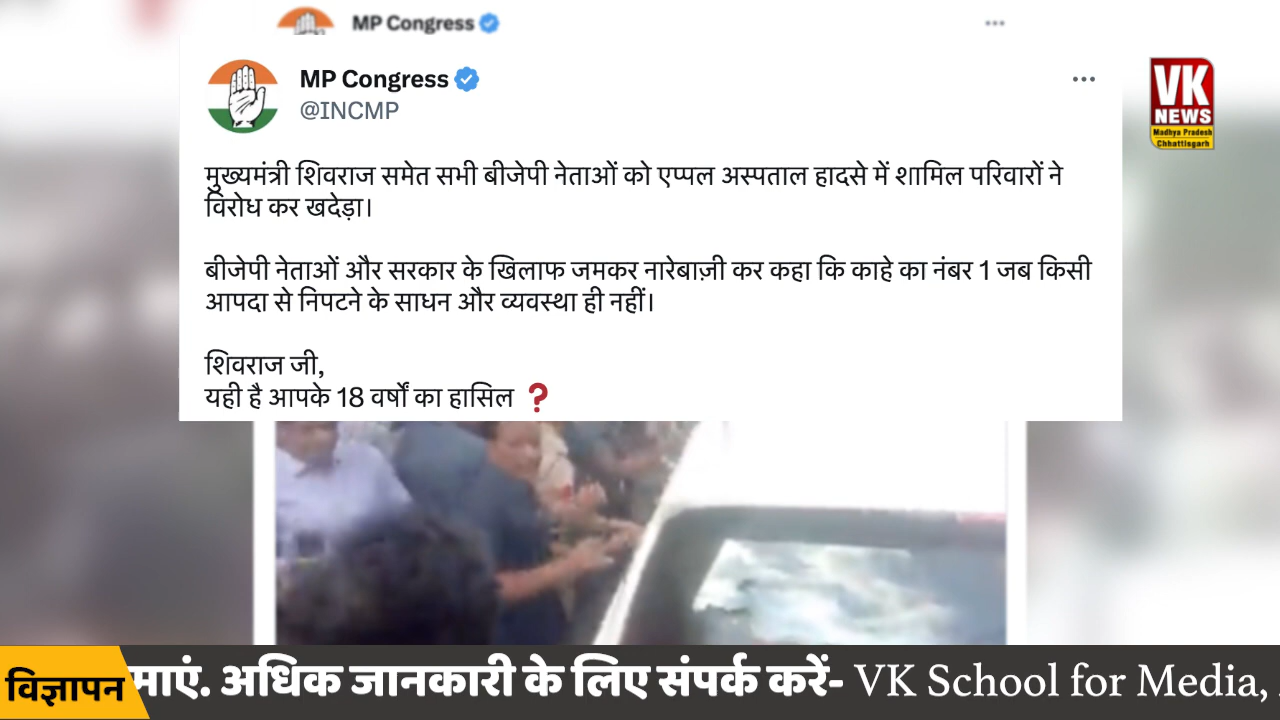 MP Congress
MP Congress
@INCMP
VK
NEWS
Madhya Pradesh
Chhattisgarh
मुख्यमंत्री शिवराज समेत सभी बीजेपी नेताओं को एप्पल अस्पताल हादसे में शामिल परिवारों ने
विरोध कर खदेड़ा।
बीजेपी नेताओं और सरकार के खिलाफ जमकर नारेबाज़ी कर कहा कि काहे का नंबर 1 जब किसी
आपदा से निपटने के साधन और व्यवस्था ही नहीं।
शिवराज जी,
यही है आपके 18 वर्षों का हासिल ❓
विज्ञापन
माएं. अधिक जानकारी के लिए संपर्क करें- VK School for Media,